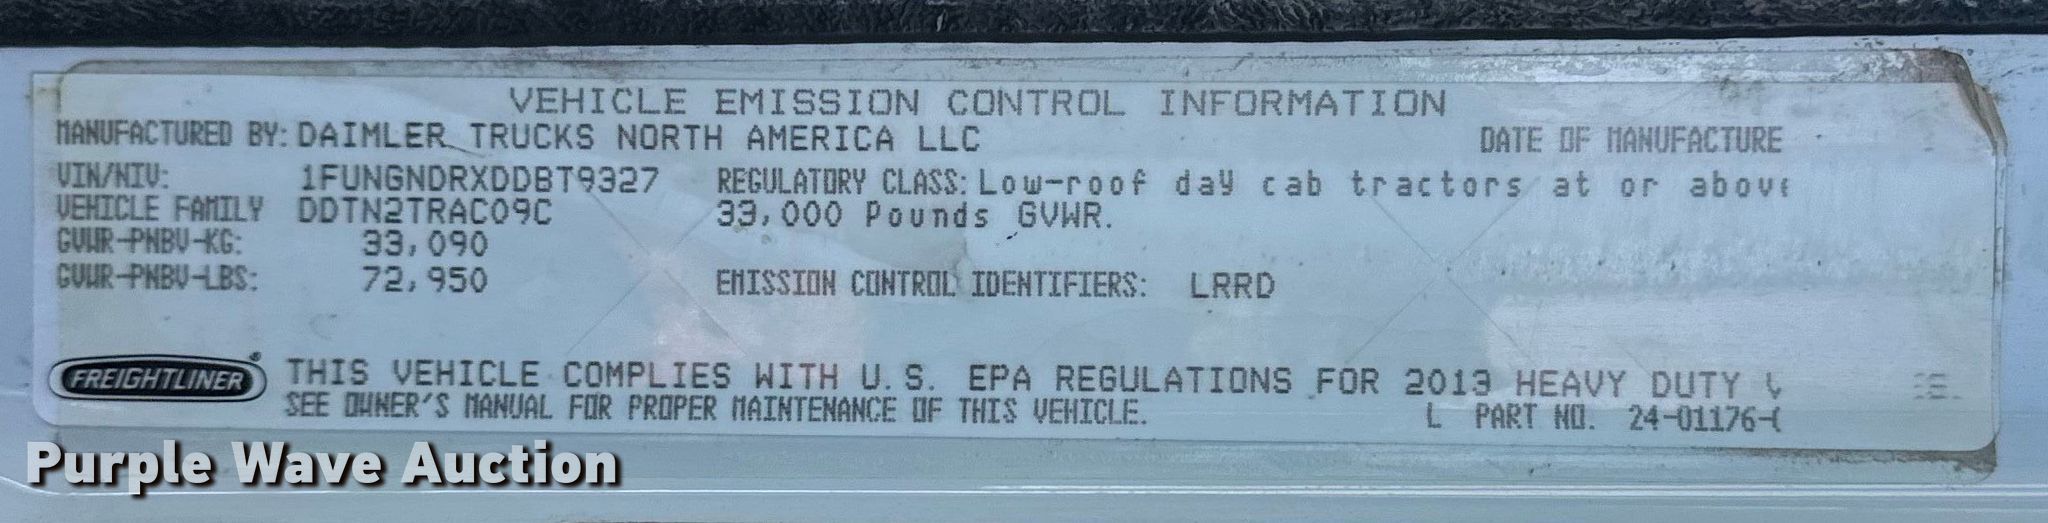 VEHICLE EMISSION CONTROL INFORMATION
MANUFACTURED BY: DAIMLER TRUCKS NORTH AMERICA LLC DATE OF MANUFACTURE
VIN/NIV: 1FUNGNDRXDDBT9327 REGULATORY CLASS: Low-roof day cab tractors at or above
VEHICLE FAMILY DDTN2TRAC09C 33,000 Pounds GVWR.
GVWR-PNBV-KG: 33,090
GVWR-PNBV-LBS: 72,950 EMISSION CONTROL IDENTIFIERS: LRRD
FREIGHTLINER THIS VEHICLE COMPLIES WITH U.S. EPA REGULATIONS FOR 2013 HEAVY DUTY
SEE OWNER'S MANUAL FOR PROPER MAINTENANCE OF THIS VEHICLE. L PART NO. 24-01176-
Purple Wave Auction